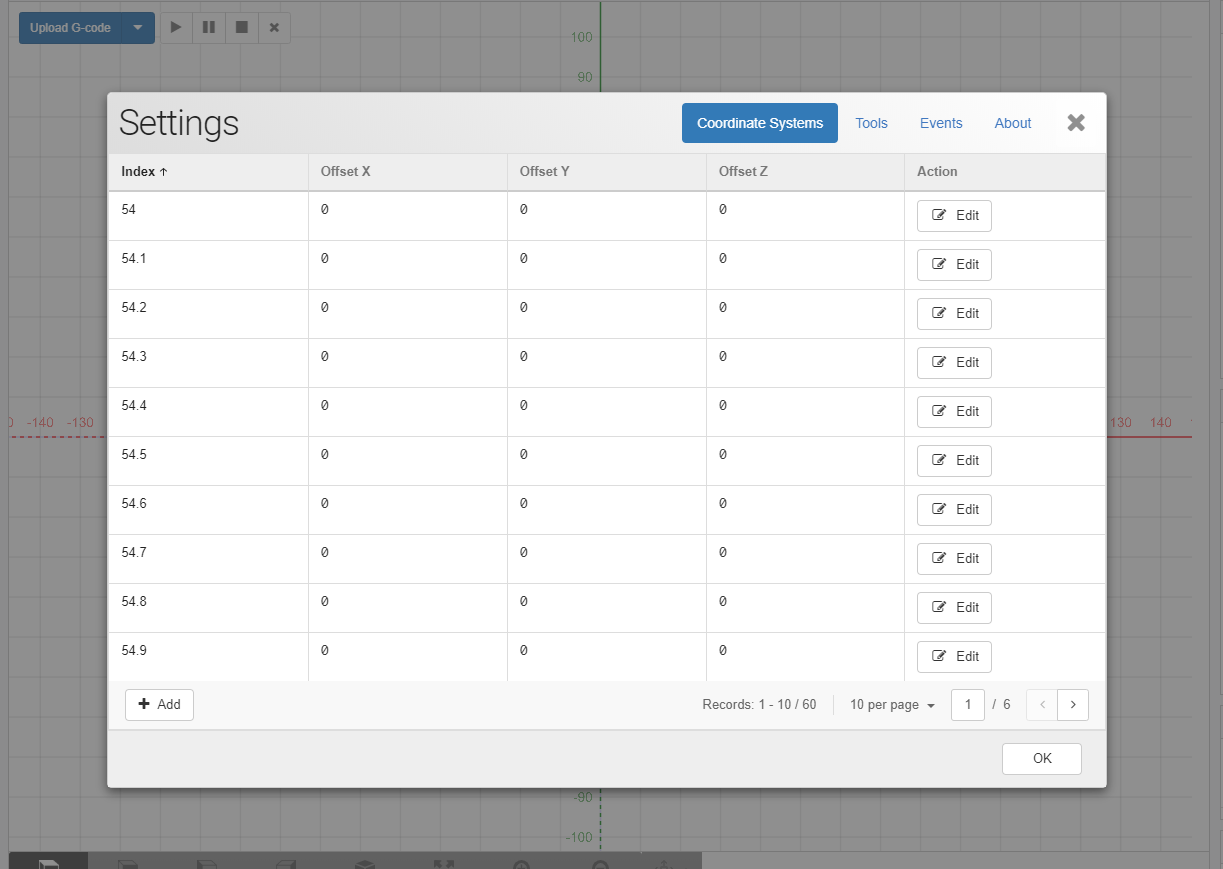 Upload G-code
100
90
Settings
Coordinate Systems Tools Events About
Index Offset X Offset Y Offset Z Action
54 0 0 0 Edit
54.1 0 0 0 Edit
54.2 0 0 0 Edit
54.3 0 0 0 Edit
54.4 0 0 0 Edit
-140 -130 130 140
54.5 0 0 0 Edit
54.6 0 0 0 Edit
54.7 0 0 0 Edit
54.8 0 0 0 Edit
54.9 0 0 0 Edit
Add Records: 1 - 10 / 60 10 per page 1 / 6
OK
-90
-100